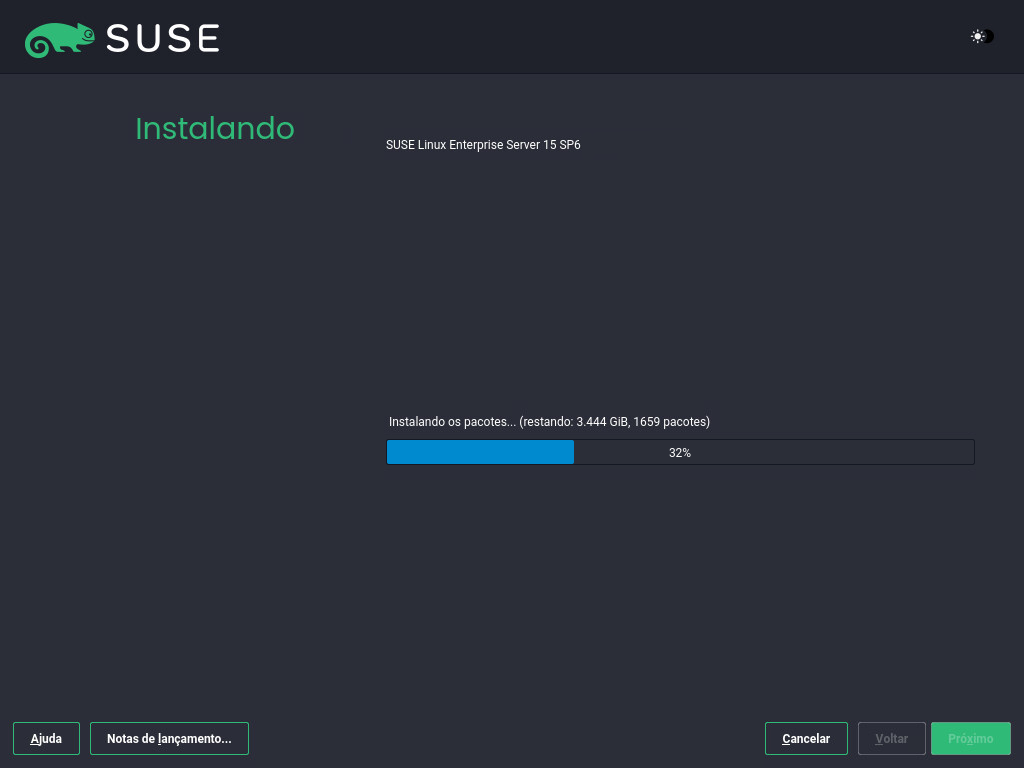 SUSE
Instalando
SUSE Linux Enterprise Server 15 SP6
Instalando os pacotes... (restando: 3.444 GiB, 1659 pacotes)
32%
Ajuda
Notas de lançamento...
Cancelar
Voltar
Próximo